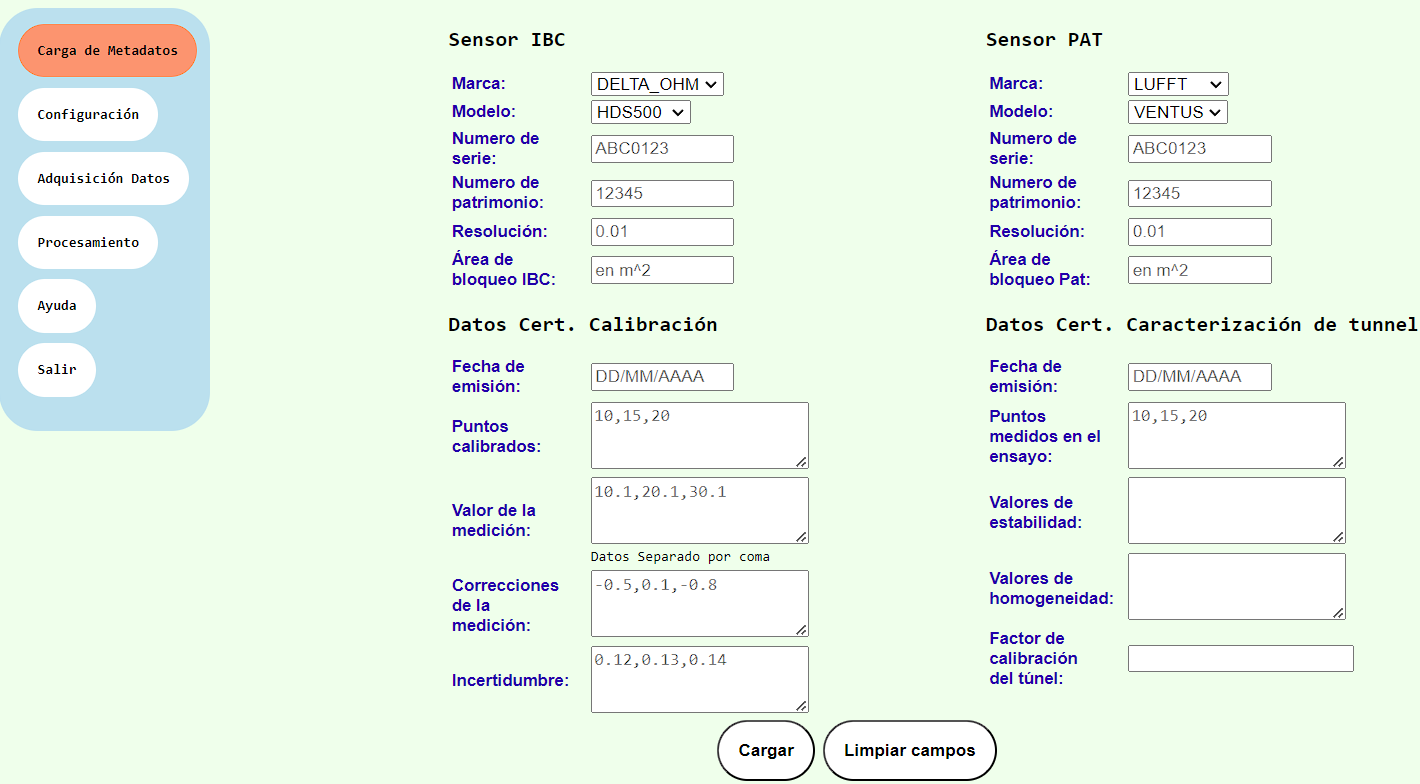 Carga de Metadatos
Configuración
Adquisición Datos
Procesamiento
Ayuda
Salir
Sensor IBC
Marca:
DELTA_OHM
Modelo:
HDS500
Numero de
serie:
ABC0123
Numero de
patrimonio:
12345
Resolución:
0.01
Área de
bloqueo IBC:
en m^2
Datos Cert. Calibración
Fecha de
emisión:
DD/MM/AAAA
Puntos
calibrados:
10,15,20
Valor de la
medición:
10.1,20.1,30.1
Datos Separado por coma
Correcciones
de la
medición:
-0.5,0.1,-0.8
Incertidumbre:
0.12,0.13,0.14
Sensor PAT
Marca:
LUFFT
Modelo:
VENTUS
Numero de
serie:
ABC0123
Numero de
patrimonio:
12345
Resolución:
0.01
Área de
bloqueo Pat:
en m^2
Datos Cert. Caracterización de tunnel
Fecha de
emisión:
DD/MM/AAAA
Puntos
medidos en el
ensayo:
10,15,20
Valores de
estabilidad:
Valores de
homogeneidad:
Factor de
calibración
del túnel:
Cargar
Limpiar campos